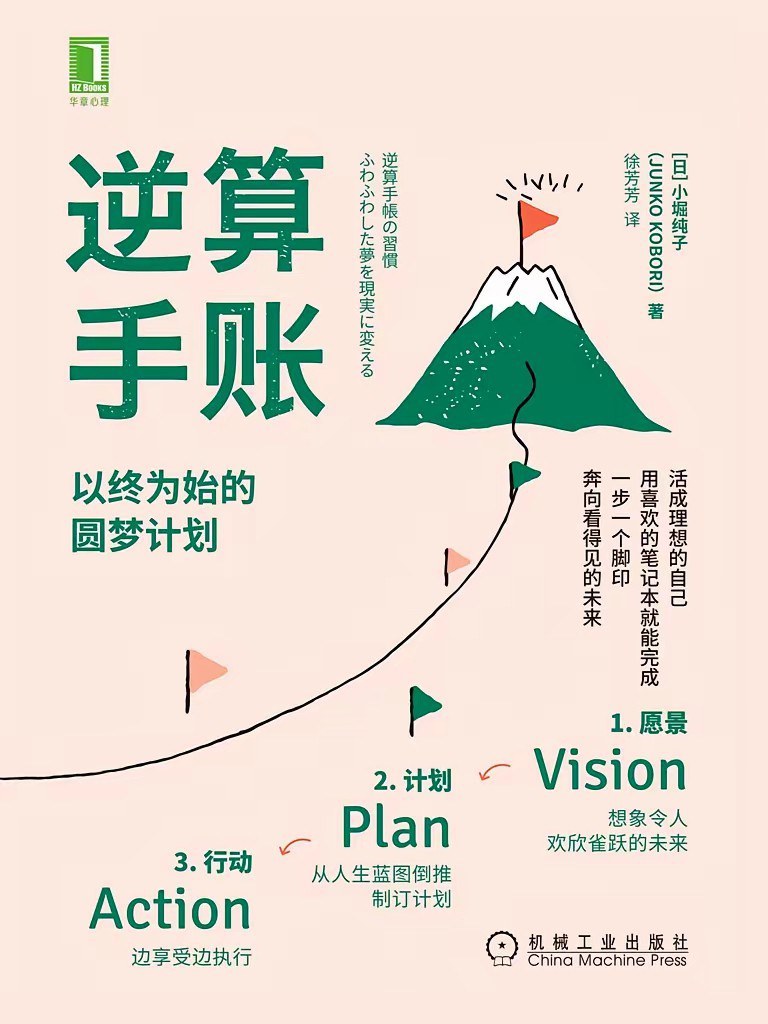 HZ BOOKS
华章心理
逆算
手账
逆算手帳の習慣
ふわふわした夢を現実に変える
[日]小堀纯子
(JUNKO KOBORI) 著
徐芳芳 译
以终为始的
圆梦计划
活成理想的自己
用喜欢的笔记本就能完成
一步一个脚印
奔向看得见的未来
1. 愿景
Vision
想象令人
欢欣雀跃的未来
2. 计划
Plan
从人生蓝图倒推
制订计划
3. 行动
Action
边享受边执行
机械工业出版社
China Machine Press